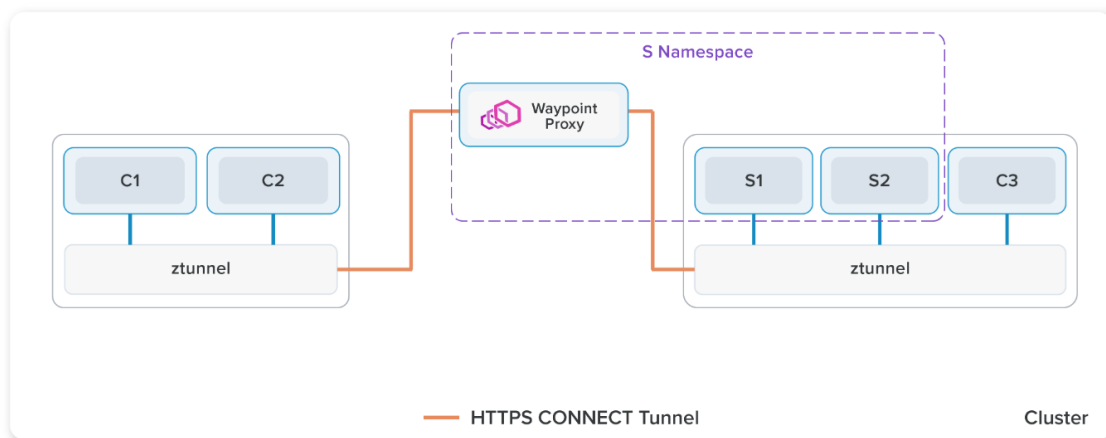 S Namespace
Waypoint
Proxy
C1
C2
S1
S2
C3
ztunnel
ztunnel
HTTPS CONNECT Tunnel
Cluster